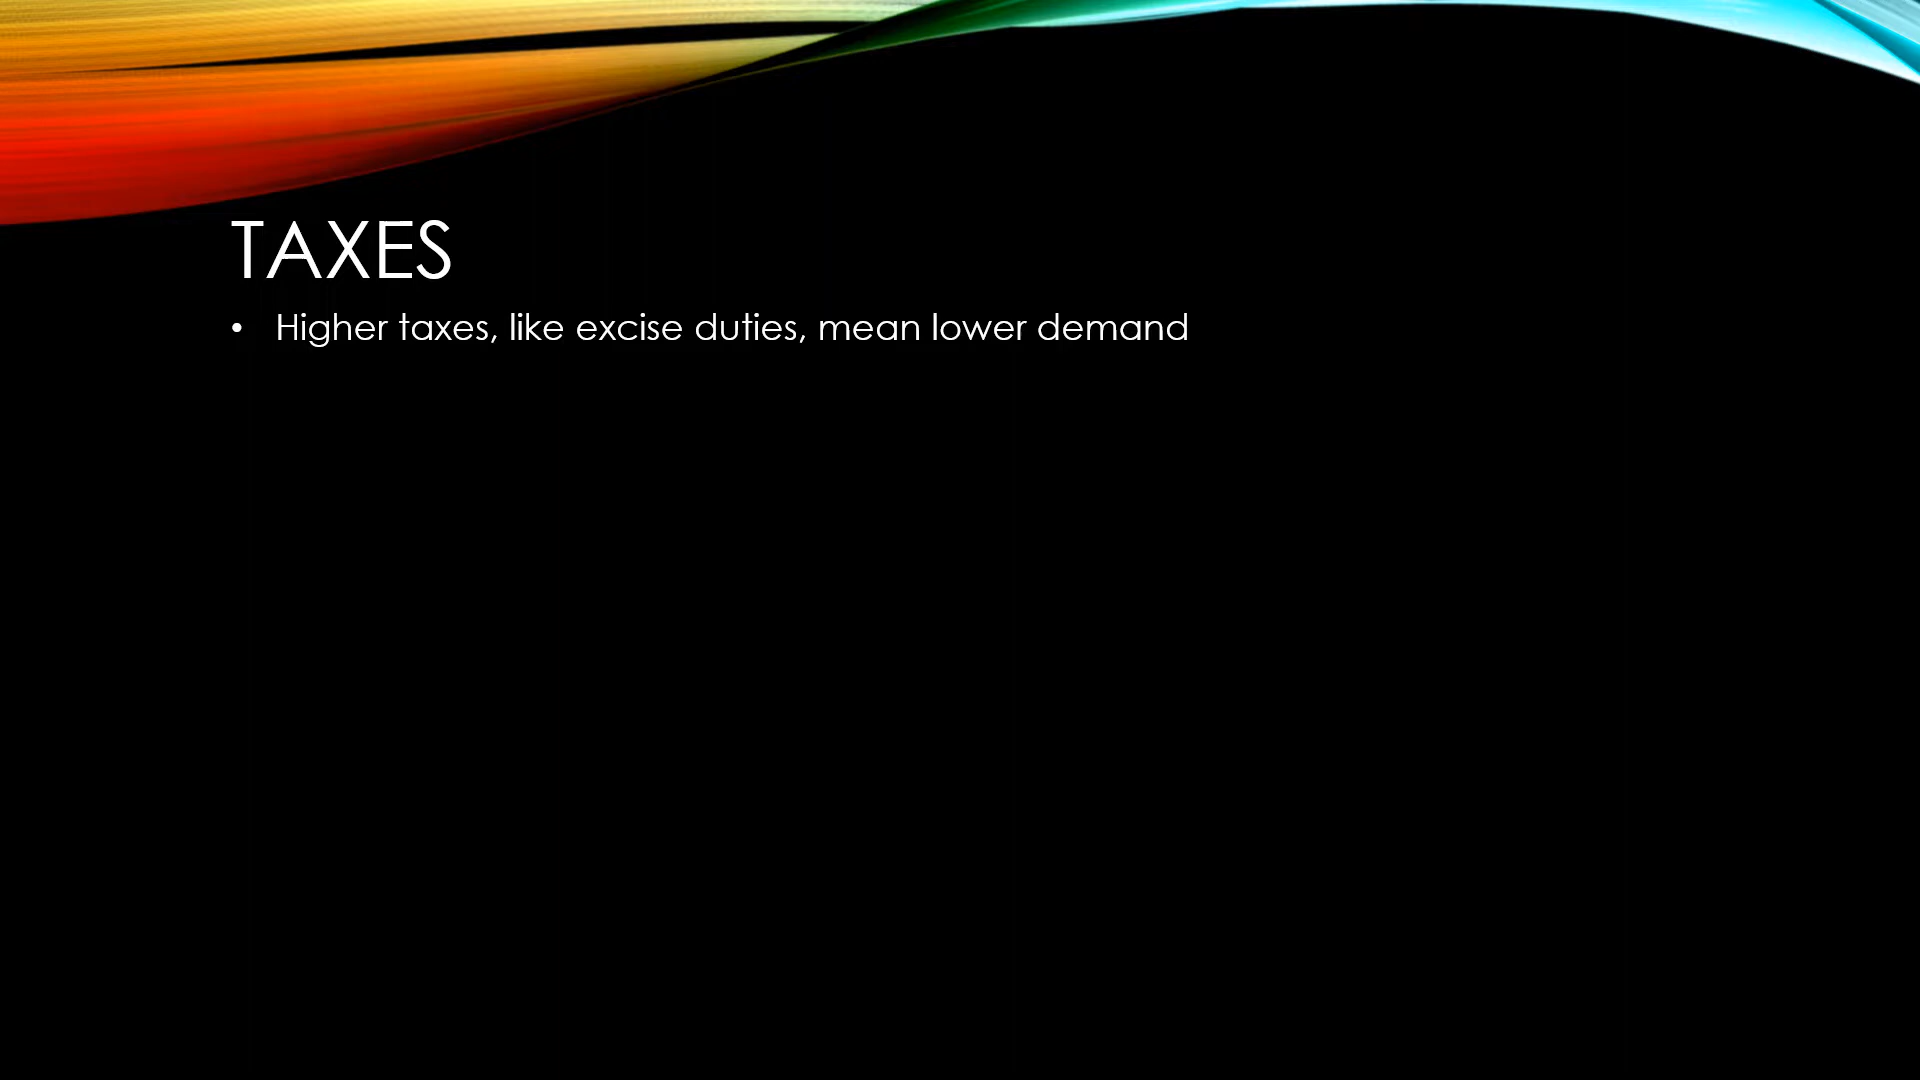 TAXES
• Higher taxes, like excise duties, mean lower demand